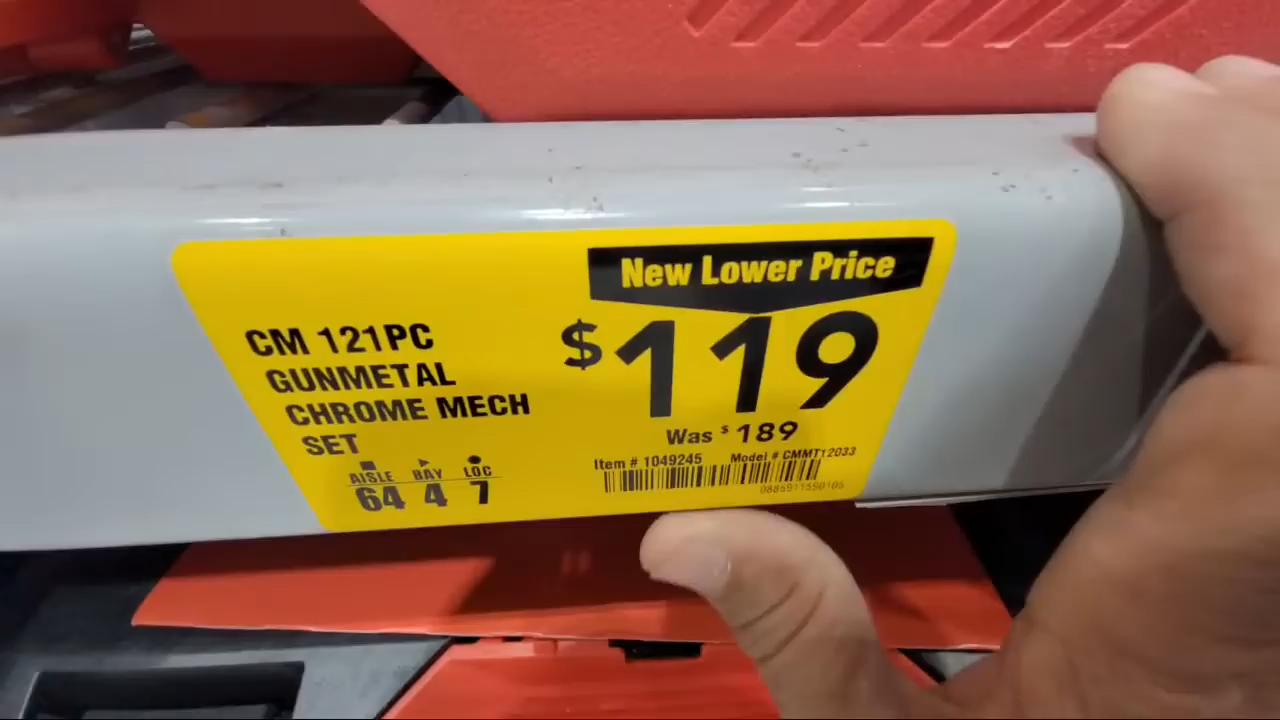 New Lower Price
CM 121PC
GUNMETAL
CHROME MECH
SET
$119
Was $189
Item # 1049245 Model # CMMT12033
AISLE BAY LOC
64 4 7